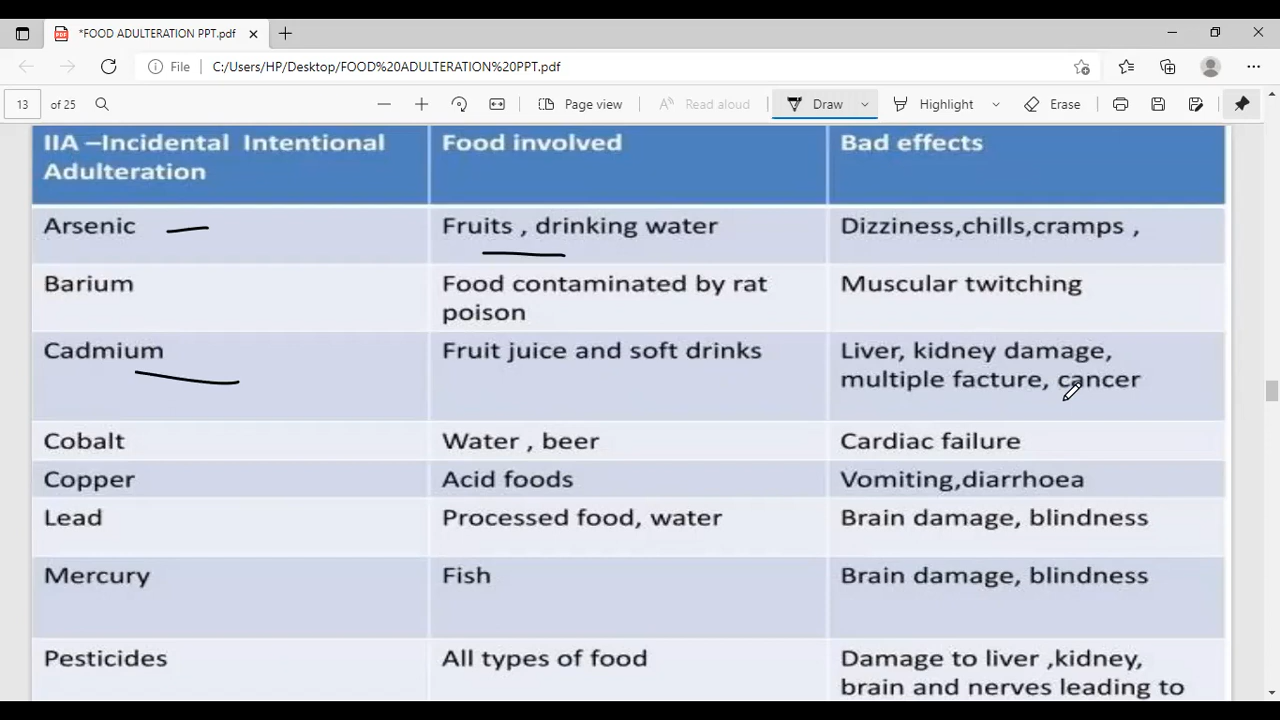 *FOOD ADULTERATION PPT.pdf
File C:/Users/HP/Desktop/FOOD%20ADULTERATION%20PPT.pdf
13 of 25 Page view Read aloud Draw Highlight Erase
IIA –Incidental Intentional Adulteration Food involved Bad effects
Arsenic Fruits , drinking water Dizziness,chills,cramps ,
Barium Food contaminated by rat poison Muscular twitching
Cadmium Fruit juice and soft drinks Liver, kidney damage, multiple facture, cancer
Cobalt Water , beer Cardiac failure
Copper Acid foods Vomiting,diarrhoea
Lead Processed food, water Brain damage, blindness
Mercury Fish Brain damage, blindness
Pesticides All types of food Damage to liver ,kidney, brain and nerves leading to